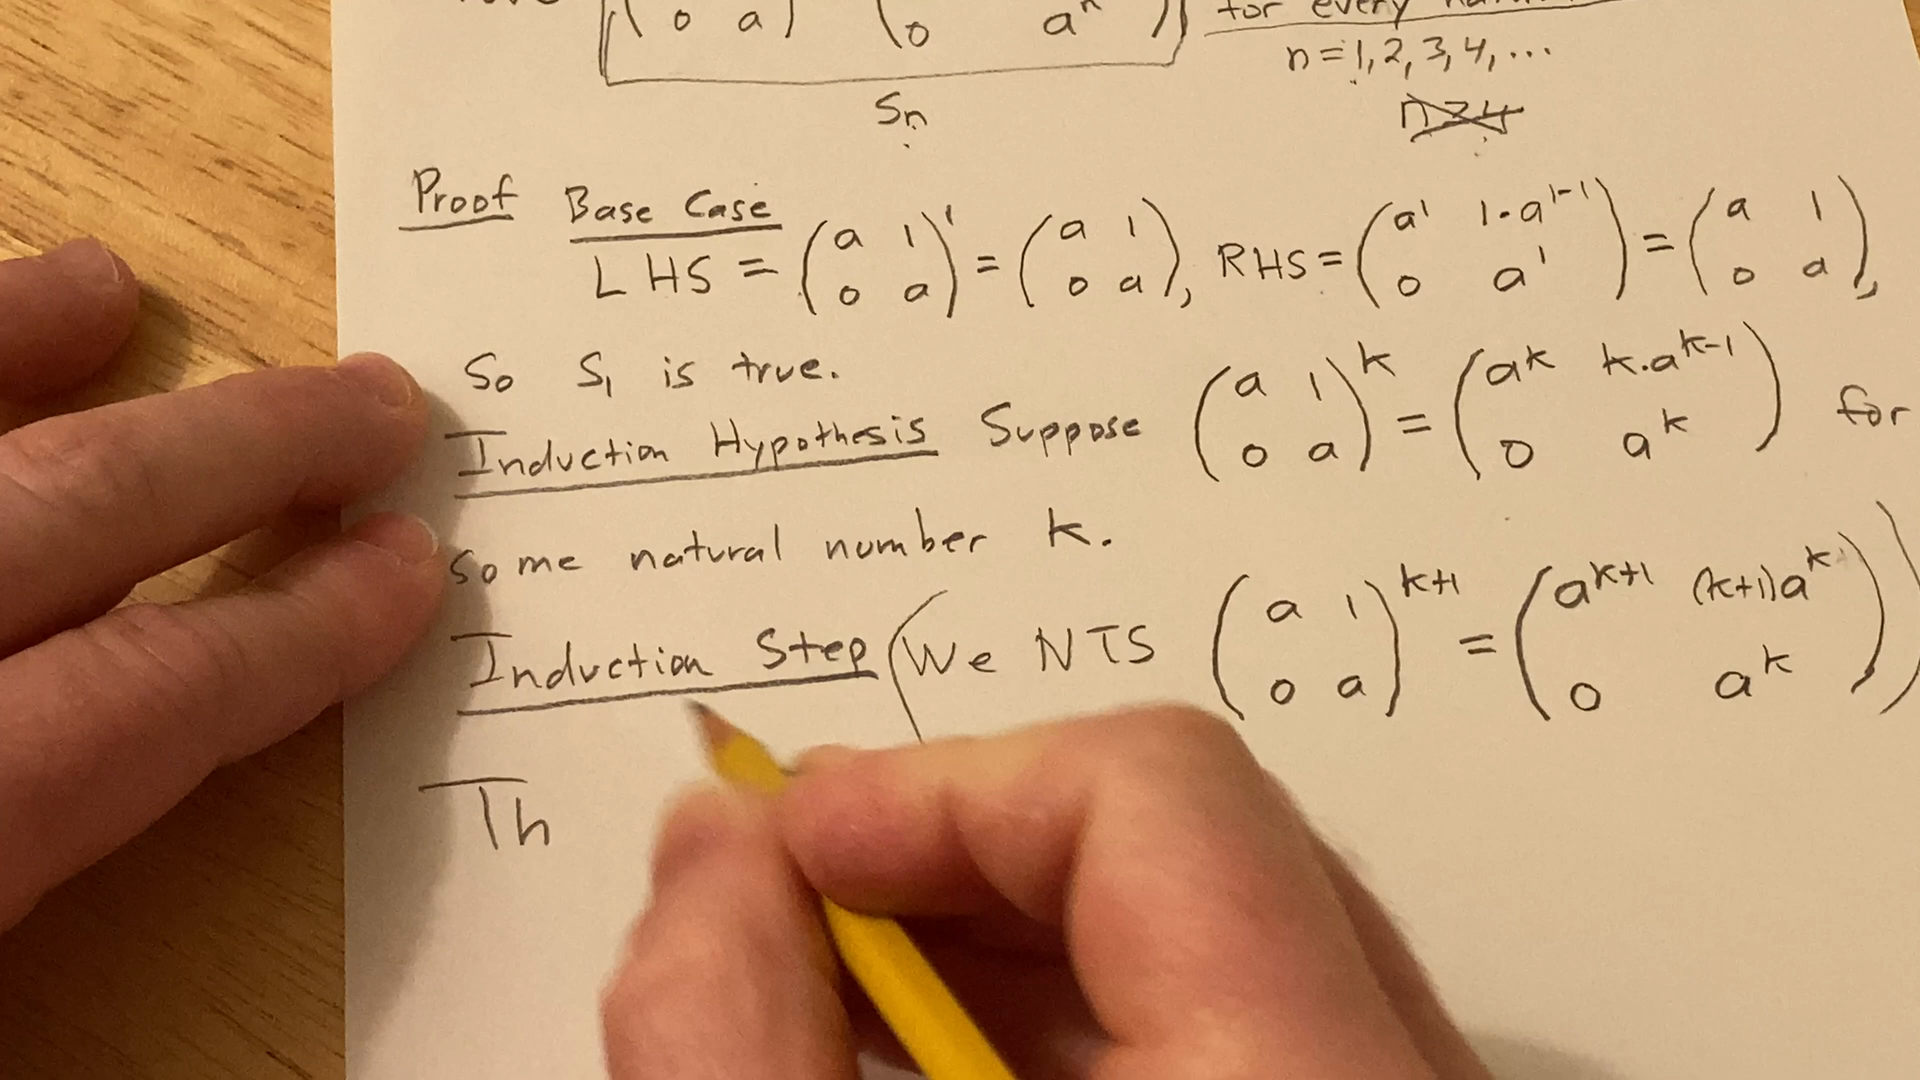 ( 0 a ) ( 0 a^n ) for every
n = 1, 2, 3, 4, ...
Sn
n≥4
Proof Base Case
LHS = ( a 1 ; 0 a )^1 = ( a 1 ; 0 a ), RHS = ( a^1 1·a^{1-1} ; 0 a^1 ) = ( a 1 ; 0 a ),
So S₁ is true.
Induction Hypothesis Suppose ( a 1 ; 0 a )^k = ( a^k k·a^{k-1} ; 0 a^k ) for
some natural number k.
Induction Step (We NTS ( a 1 ; 0 a )^{k+1} = ( a^{k+1} (k+1)a^k ; 0 a^k ))
Th